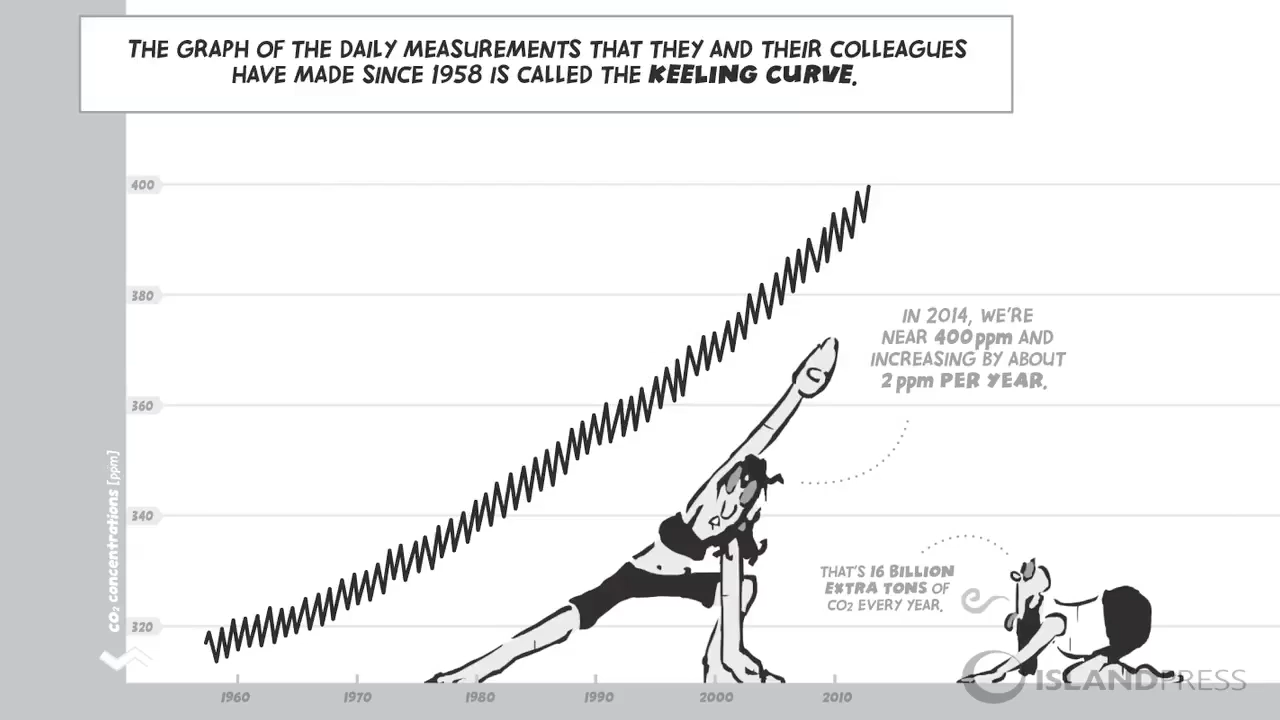 THE GRAPH OF THE DAILY MEASUREMENTS THAT THEY AND THEIR COLLEAGUES
HAVE MADE SINCE 1958 IS CALLED THE KEELING CURVE.
400
380
360
340
320
CO₂ concentrations [ppm]
IN 2014, WE'RE
NEAR 400 ppm AND
INCREASING BY ABOUT
2 ppm PER YEAR.
THAT'S 16 BILLION
EXTRA TONS OF
CO₂ EVERY YEAR.
1960 1970 1980 1990 2000 2010
ISLANDPRESS